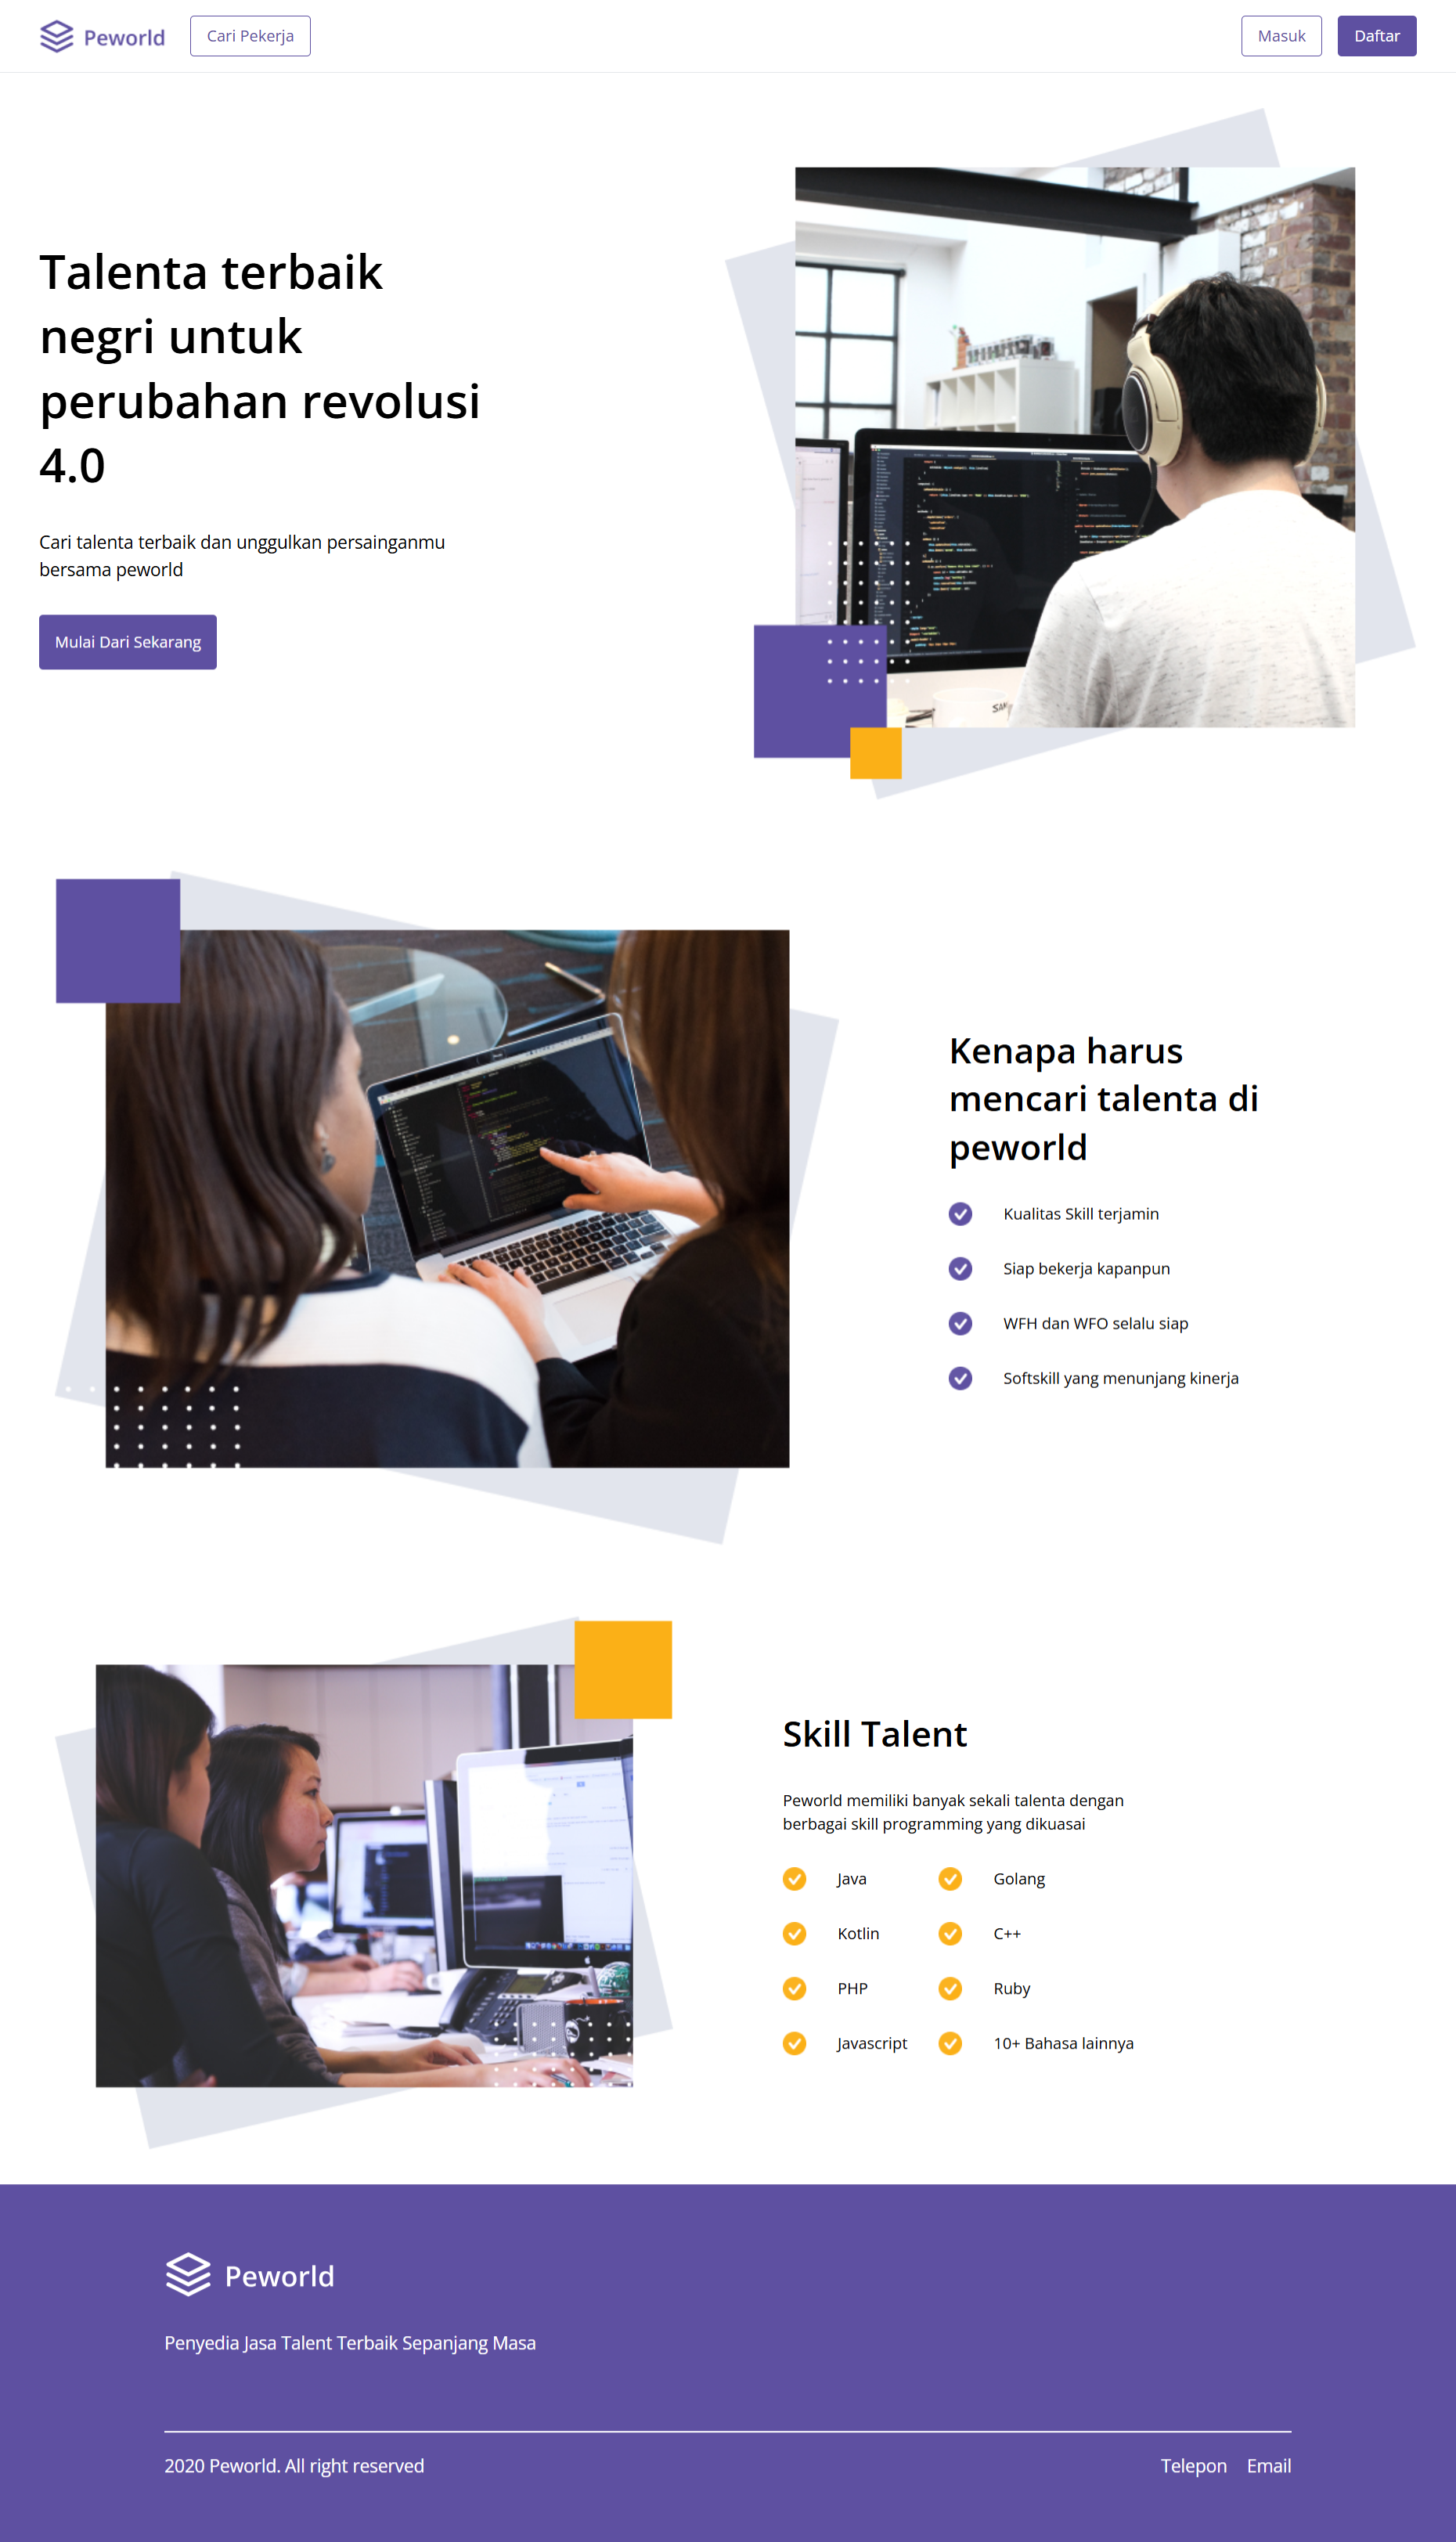 Peworld
Cari Pekerja
Masuk
Daftar
Talenta terbaik
negri untuk
perubahan revolusi
4.0
Cari talenta terbaik dan unggulkan persainganmu
bersama peworld
Mulai Dari Sekarang
Kenapa harus
mencari talenta di
peworld
Kualitas Skill terjamin
Siap bekerja kapanpun
WFH dan WFO selalu siap
Softskill yang menunjang kinerja
Skill Talent
Peworld memiliki banyak sekali talenta dengan
berbagai skill programming yang dikuasai
Java
Golang
Kotlin
C++
PHP
Ruby
Javascript
10+ Bahasa lainnya
Peworld
Penyedia Jasa Talent Terbaik Sepanjang Masa
2020 Peworld. All right reserved
Telepon
Email